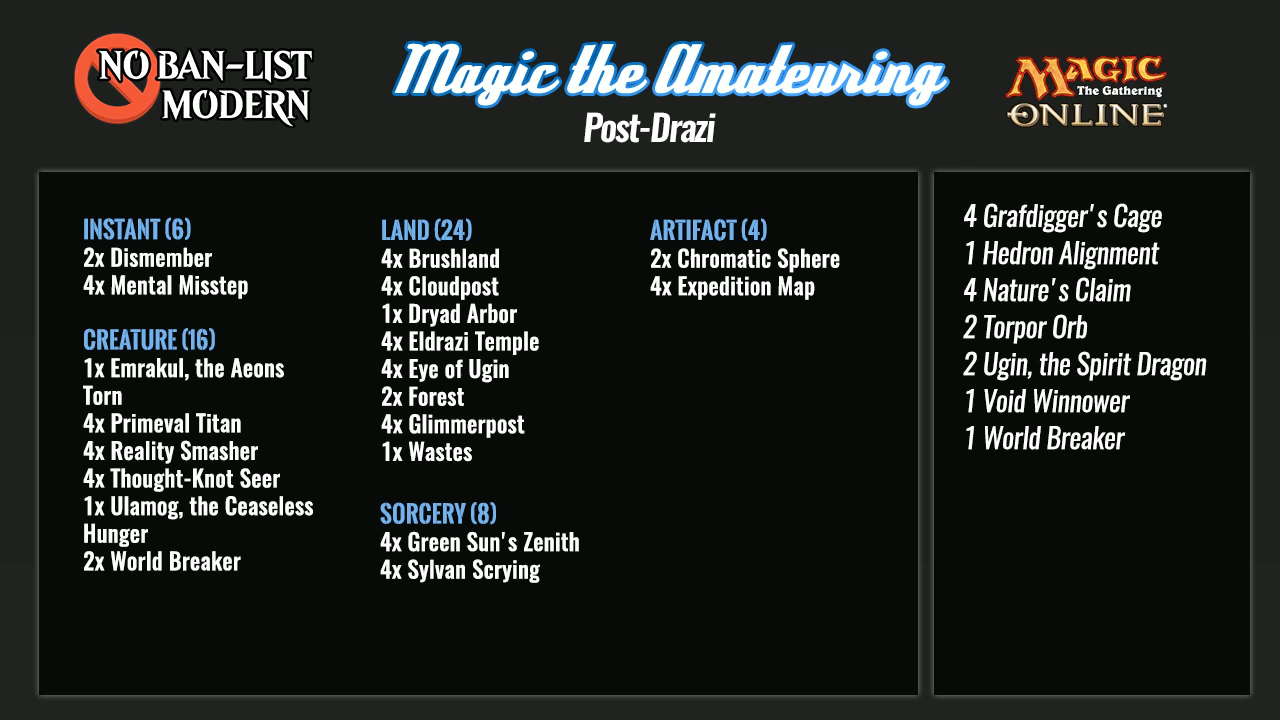 NO BAN-LIST
MODERN
Magic the Amateuring
Post-Drazi
MAGIC
The Gathering
ONLINE
INSTANT (6)
2x Dismember
4x Mental Misstep
CREATURE (16)
1x Emrakul, the Aeons
Torn
4x Primeval Titan
4x Reality Smasher
4x Thought-Knot Seer
1x Ulamog, the Ceaseless
Hunger
2x World Breaker
LAND (24)
4x Brushland
4x Cloudpost
1x Dryad Arbor
4x Eldrazi Temple
4x Eye of Ugin
2x Forest
4x Glimmerpost
1x Wastes
SORCERY (8)
4x Green Sun's Zenith
4x Sylvan Scrying
ARTIFACT (4)
2x Chromatic Sphere
4x Expedition Map
4 Grafdigger's Cage
1 Hedron Alignment
4 Nature's Claim
2 Torpor Orb
2 Ugin, the Spirit Dragon
1 Void Winnower
1 World Breaker